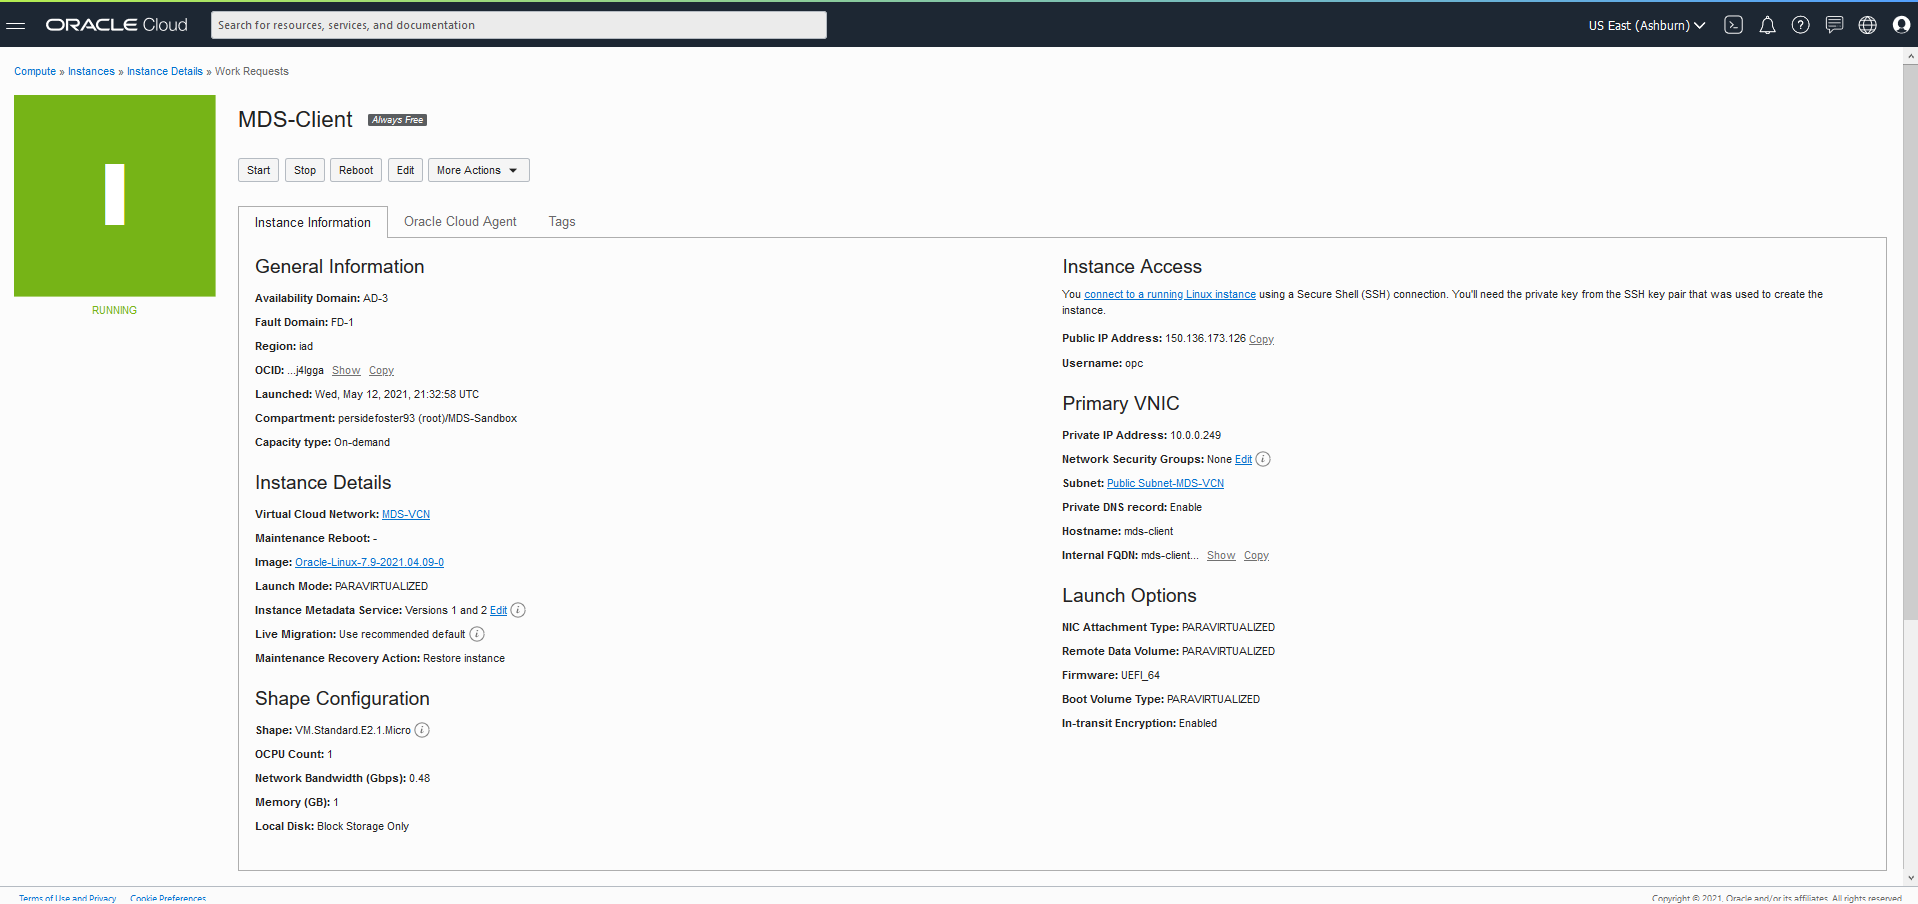 ORACLE Cloud
Search for resources, services, and documentation
US East (Ashburn)
Compute » Instances » Instance Details » Work Requests
RUNNING
MDS-Client Always Free
Start Stop Reboot Edit More Actions
Instance Information Oracle Cloud Agent Tags
General Information
Availability Domain: AD-3
Fault Domain: FD-1
Region: iad
OCID: ...j4lgga Show Copy
Launched: Wed, May 12, 2021, 21:32:58 UTC
Compartment: persidefoster93 (root)/MDS-Sandbox
Capacity type: On-demand
Instance Details
Virtual Cloud Network: MDS-VCN
Maintenance Reboot: -
Image: Oracle-Linux-7.9-2021.04.09-0
Launch Mode: PARAVIRTUALIZED
Instance Metadata Service: Versions 1 and 2 Edit
Live Migration: Use recommended default
Maintenance Recovery Action: Restore instance
Shape Configuration
Shape: VM.Standard.E2.1.Micro
OCPU Count: 1
Network Bandwidth (Gbps): 0.48
Memory (GB): 1
Local Disk: Block Storage Only
Instance Access
You connect to a running Linux instance using a Secure Shell (SSH) connection. You'll need the private key from the SSH key pair that was used to create the
instance.
Public IP Address: 150.136.173.126 Copy
Username: opc
Primary VNIC
Private IP Address: 10.0.0.249
Network Security Groups: None Edit
Subnet: Public Subnet-MDS-VCN
Private DNS record: Enable
Hostname: mds-client
Internal FQDN: mds-client... Show Copy
Launch Options
NIC Attachment Type: PARAVIRTUALIZED
Remote Data Volume: PARAVIRTUALIZED
Firmware: UEFI_64
Boot Volume Type: PARAVIRTUALIZED
In-transit Encryption: Enabled
Terms of Use and Privacy Cookie Preferences
Copyright © 2021, Oracle and/or its affiliates. All rights reserved.